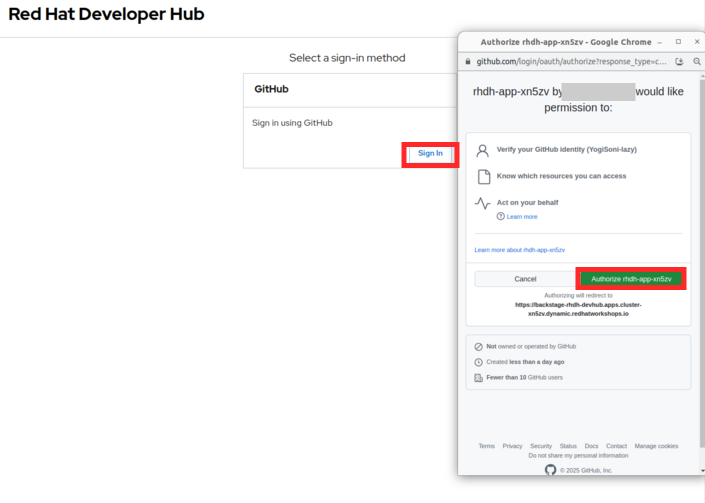 Red Hat Developer Hub
Select a sign-in method
GitHub
Sign in using GitHub
Sign In
Authorize rhdh-app-xn5zv - Google Chrome
github.com/login/oauth/authorize?response_type=c...
rhdh-app-xn5zv by would like
permission to:
Verify your GitHub identity (YogiSoni-lazy)
Know which resources you can access
Act on your behalf
Learn more
Learn more about rhdh-app-xn5zv
Cancel
Authorize rhdh-app-xn5zv
Authorizing will redirect to
https://backstage-rhdh-devhub.apps.cluster-
xn5zv.dynamic.redhatworkshops.io
Not owned or operated by GitHub
Created less than a day ago
Fewer than 10 GitHub users
Terms Privacy Security Status Docs Contact Manage cookies
Do not share my personal information
© 2025 GitHub, Inc.